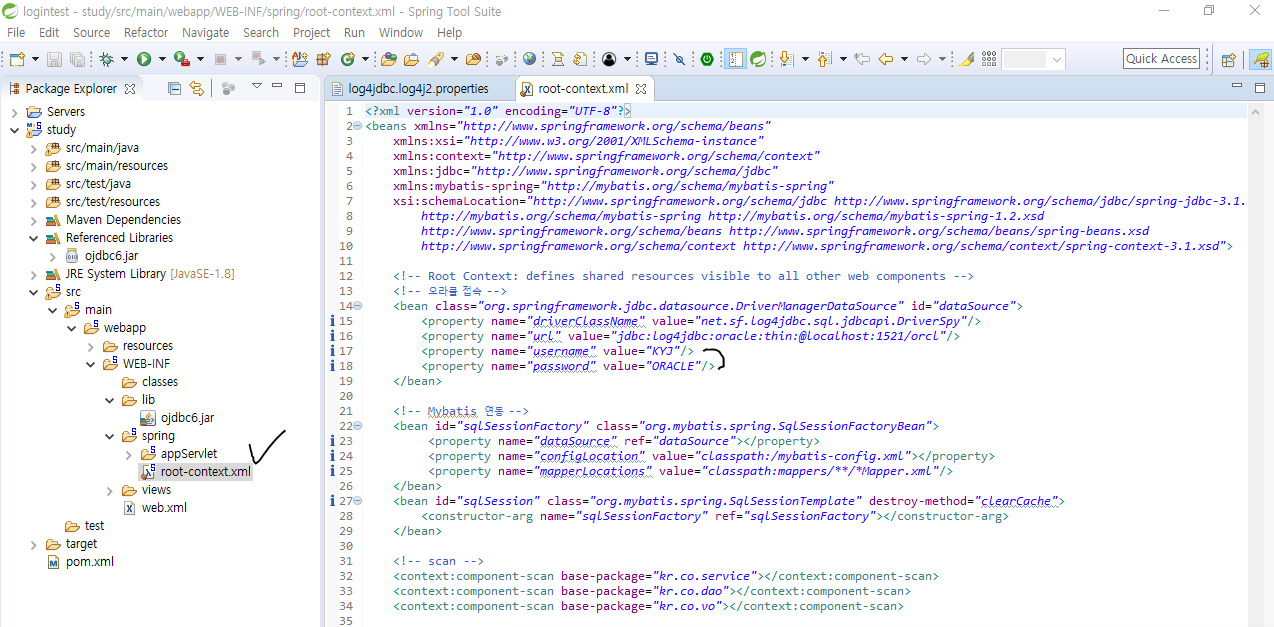 logintest - study/src/main/webapp/WEB-INF/spring/root-context.xml - Spring Tool Suite
File Edit Source Refactor Navigate Search Project Run Window Help
Quick Access
Package Explorer
Servers
study
src/main/java
src/main/resources
src/test/java
src/test/resources
Maven Dependencies
Referenced Libraries
ojdbc6.jar
JRE System Library [JavaSE-1.8]
src
main
webapp
resources
WEB-INF
classes
lib
ojdbc6.jar
spring
appServlet
root-context.xml
views
web.xml
test
target
pom.xml
log4jdbc.log4j2.properties
root-context.xml
1 <?xml version="1.0" encoding="UTF-8"?>
2 <beans xmlns="http://www.springframework.org/schema/beans"
3 xmlns:xsi="http://www.w3.org/2001/XMLSchema-instance"
4 xmlns:context="http://www.springframework.org/schema/context"
5 xmlns:jdbc="http://www.springframework.org/schema/jdbc"
6 xmlns:mybatis-spring="http://mybatis.org/schema/mybatis-spring"
7 xsi:schemaLocation="http://www.springframework.org/schema/jdbc http://www.springframework.org/schema/jdbc/spring-jdbc-3.1.
8 http://mybatis.org/schema/mybatis-spring http://mybatis.org/schema/mybatis-spring-1.2.xsd
9 http://www.springframework.org/schema/beans http://www.springframework.org/schema/beans/spring-beans.xsd
10 http://www.springframework.org/schema/context http://www.springframework.org/schema/context/spring-context-3.1.xsd">
11
12 <!-- Root Context: defines shared resources visible to all other web components -->
13 <!-- 오라클 접속 -->
14 <bean class="org.springframework.jdbc.datasource.DriverManagerDataSource" id="dataSource">
15 <property name="driverClassName" value="net.sf.log4jdbc.sql.jdbcapi.DriverSpy"/>
16 <property name="url" value="jdbc:log4jdbc:oracle:thin:@localhost:1521/orcl"/>
17 <property name="username" value="KYJ"/>
18 <property name="password" value="ORACLE"/>
19 </bean>
20
21 <!-- Mybatis 연동 -->
22 <bean id="sqlSessionFactory" class="org.mybatis.spring.SqlSessionFactoryBean">
23 <property name="dataSource" ref="dataSource"></property>
24 <property name="configLocation" value="classpath:/mybatis-config.xml"></property>
25 <property name="mapperLocations" value="classpath:mappers/**/*Mapper.xml"/>
26 </bean>
27 <bean id="sqlSession" class="org.mybatis.spring.SqlSessionTemplate" destroy-method="clearCache">
28 <constructor-arg name="sqlSessionFactory" ref="sqlSessionFactory"></constructor-arg>
29 </bean>
30
31 <!-- scan -->
32 <context:component-scan base-package="kr.co.service"></context:component-scan>
33 <context:component-scan base-package="kr.co.dao"></context:component-scan>
34 <context:component-scan base-package="kr.co.vo"></context:component-scan>
35